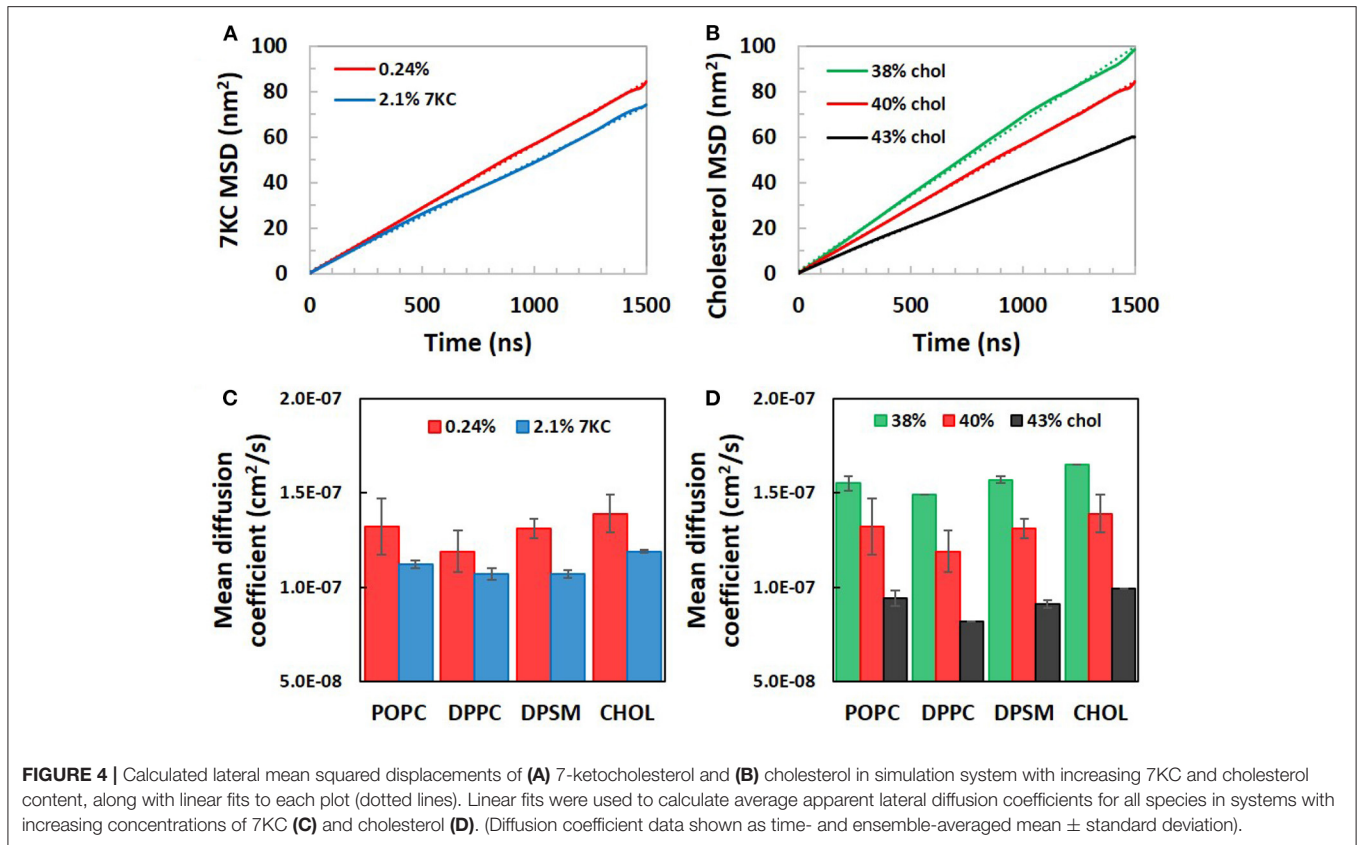 A
100
80
60
40
20
0
7KC MSD (nm²)
0.24%
2.1% 7KC
0
500
1000
1500
Time (ns)
B
100
80
60
40
20
0
Cholesterol MSD (nm²)
38% chol
40% chol
43% chol
0
500
1000
1500
Time (ns)
C
2.0E-07
1.5E-07
1.0E-07
5.0E-08
Mean diffusion
coefficient (cm²/s)
0.24%
2.1% 7KC
POPC
DPPC
DPSM
CHOL
D
2.0E-07
1.5E-07
1.0E-07
5.0E-08
Mean diffusion
coefficient (cm²/s)
38%
40%
43% chol
POPC
DPPC
DPSM
CHOL
FIGURE 4 | Calculated lateral mean squared displacements of (A) 7-ketocholesterol and (B) cholesterol in simulation system with increasing 7KC and cholesterol
content, along with linear fits to each plot (dotted lines). Linear fits were used to calculate average apparent lateral diffusion coefficients for all species in systems with
increasing concentrations of 7KC (C) and cholesterol (D). (Diffusion coefficient data shown as time- and ensemble-averaged mean ± standard deviation).